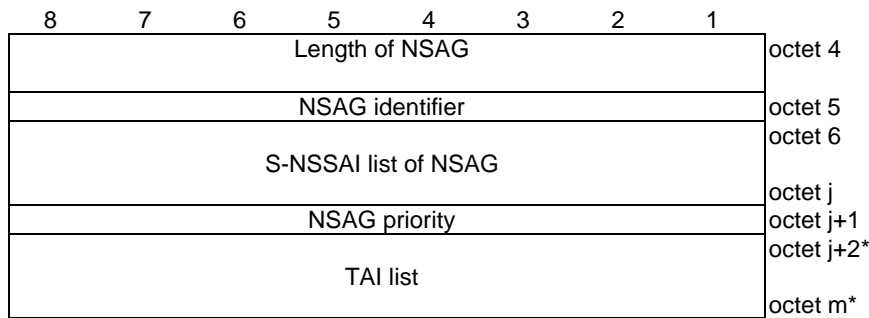 8 7 6 5 4 3 2 1
Length of NSAG octet 4
NSAG identifier octet 5
octet 6
S-NSSAI list of NSAG
octet j
NSAG priority octet j+1
octet j+2*
TAI list
octet m*